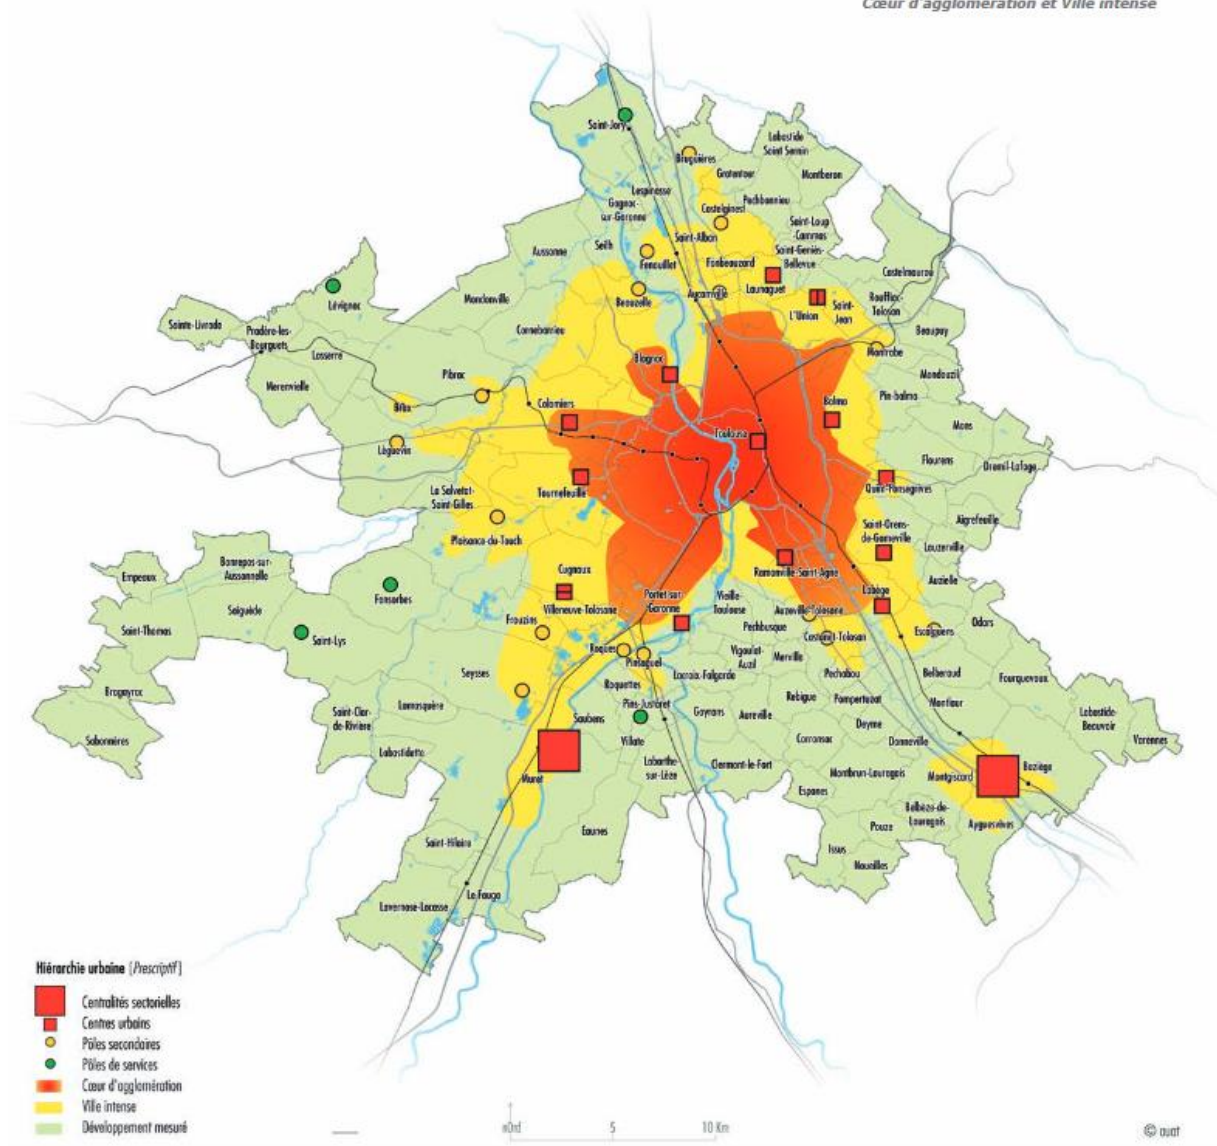 Cœur d'agglomération et Ville intense
Saint-Jory
Bruguières
Labastide
Saint Sernin
Gratentour
Montberon
Lespinasse
Pechbonnieu
Gagnac
-sur-Garonne
Castelginest
Saint-Loup
-Cammas
Saint-Alban
Seilh
Aussonne
Fenouillet
Fonbeauzard
Saint-Geniès-
Bellevue
Castelmaurou
Lévignac
Mondonville
Beauzelle
Aucamville
Launaguet
Rouffiac-
Tolosan
L'Union
Saint-
Jean
Sainte-Livrade
Pradère-les-
Bourguets
Cornebarrieu
Beaupuy
Lasserre
Blagnac
Montrabe
Merenvielle
Pibrac
Mondouzil
Brax
Colomiers
Balma
Pin-balma
Mons
Toulouse
Léguevin
Flourens
Dremil-Lafage
La Salvetat-
Saint-Gilles
Tournefeuille
Quint-Fonsegrives
Aigrefeuille
Plaisance-du-Touch
Saint-Orens-
de-Gameville
Lauzerville
Bonrepos-sur-
Aussonnelle
Empeaux
Cugnaux
Ramonville-Saint-Agne
Auzielle
Fonsorbes
Saiguède
Villeneuve-Tolosane
Portet-sur
-Garonne
Vieille-
Toulouse
Labège
Auzeville-Tolosane
Saint-Thomas
Saint-Lys
Frouzins
Pechbusque
Odars
Escalquens
Castanet-Tolosan
Roques
Pinsaguel
Vigoulet-
Auzil
Mervilla
Seysses
Lacroix-Falgarde
Pechabou
Belberaud
Fourquevaux
Bragayrac
Roquettes
Rebigue
Pompertuzat
Montlaur
Lamasquère
Pins-Justaret
Saint-Clar-
de-Rivière
Saubens
Goyrans
Aureville
Deyme
Labastide-
Beauvoir
Sabonnères
Villate
Corronsac
Donneville
Varennes
Labastidette
Labarthe
-sur-Lèze
Clermont-le-Fort
Baziège
Muret
Montbrun-Lauragais
Montgiscard
Espanes
Belbèze-de-
Lauragais
Ayguesvives
Pouze
Eaunes
Saint-Hilaire
Issus
Noueilles
Le Fauga
Lavernose-Lacasse
Hiérarchie urbaine (Prescriptif)
Centralités sectorielles
Centres urbains
Pôles secondaires
Pôles de services
Cœur d'agglomération
Ville intense
Développement mesuré
nOrd 5 10 Km
© auat